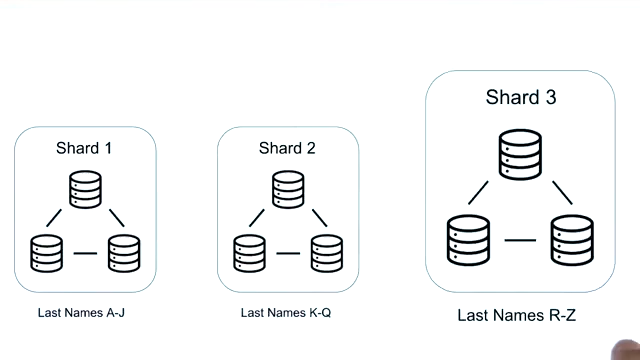 Shard 1
Last Names A-J
Shard 2
Last Names K-Q
Shard 3
Last Names R-Z